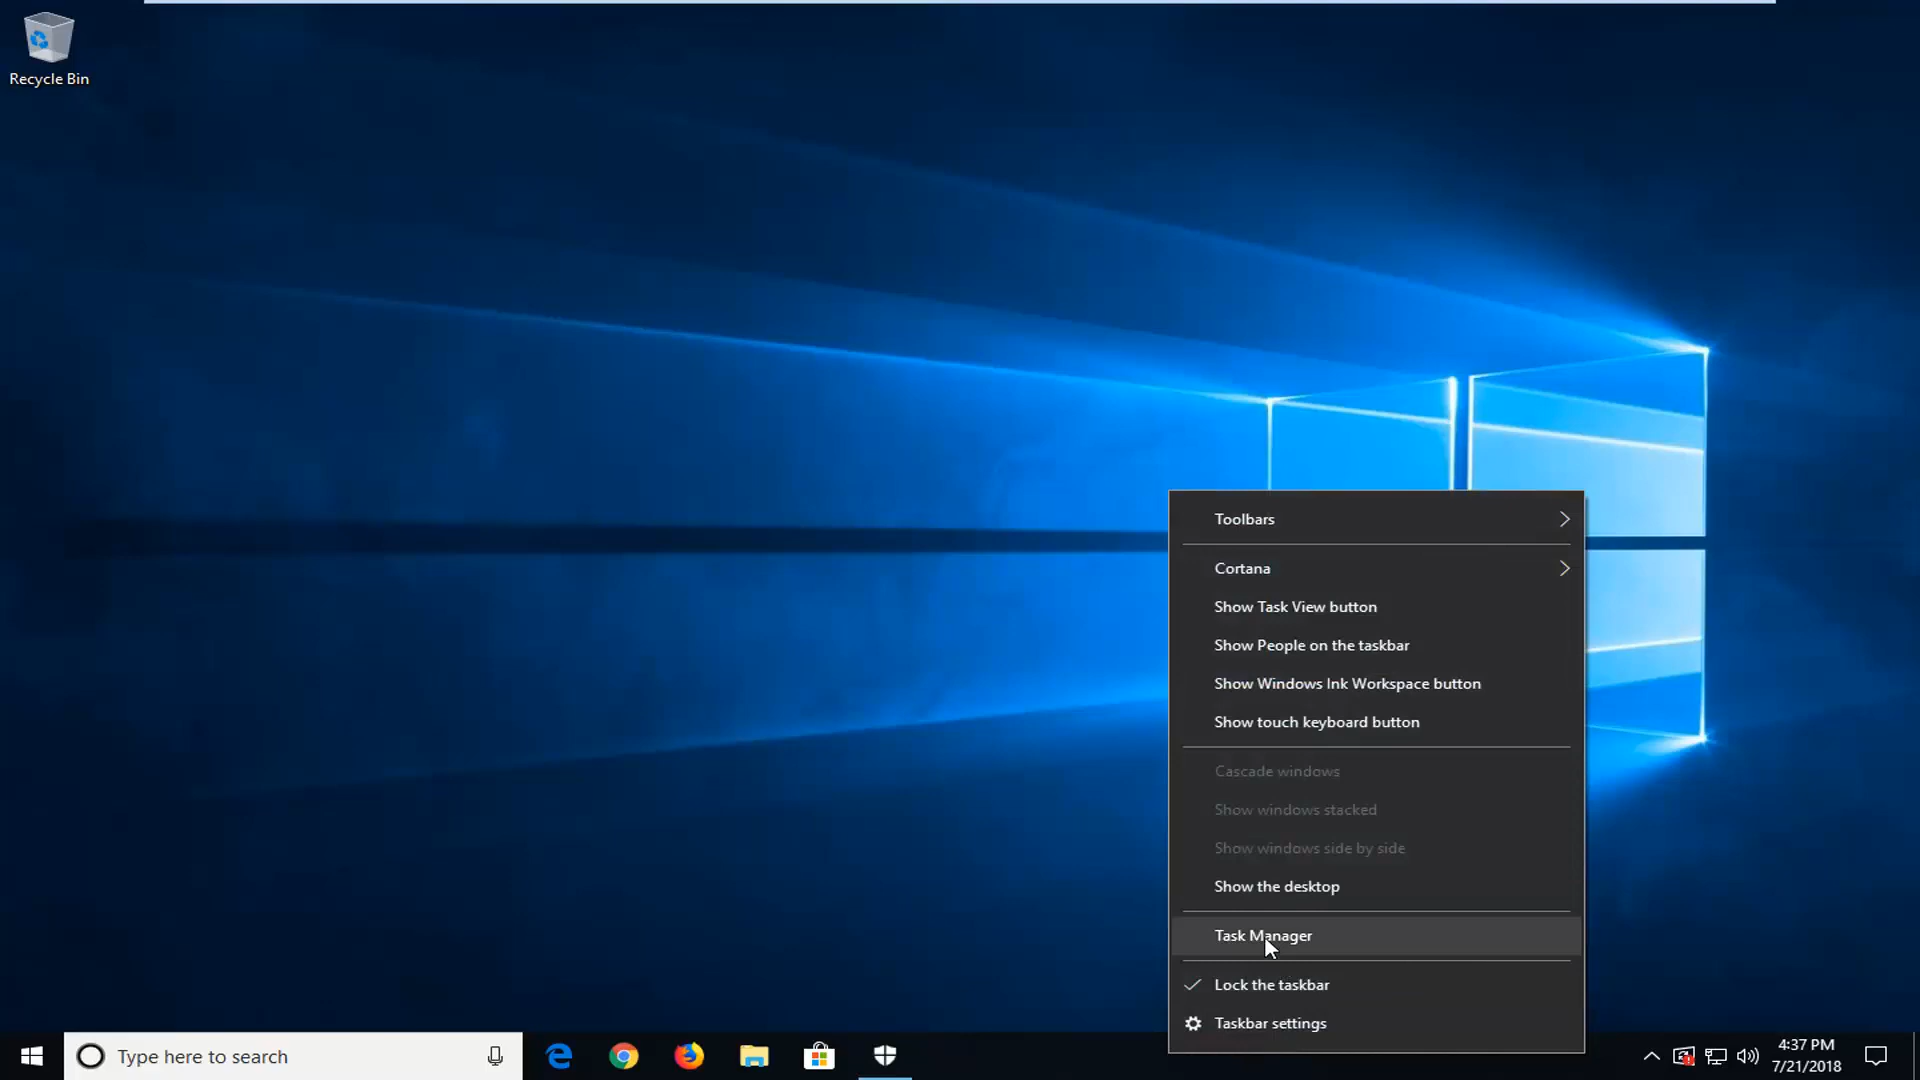 Recycle Bin
Toolbars
Cortana
Show Task View button
Show People on the taskbar
Show Windows Ink Workspace button
Show touch keyboard button
Cascade windows
Show windows stacked
Show windows side by side
Show the desktop
Task Manager
Lock the taskbar
Taskbar settings
Type here to search
4:37 PM
7/21/2018